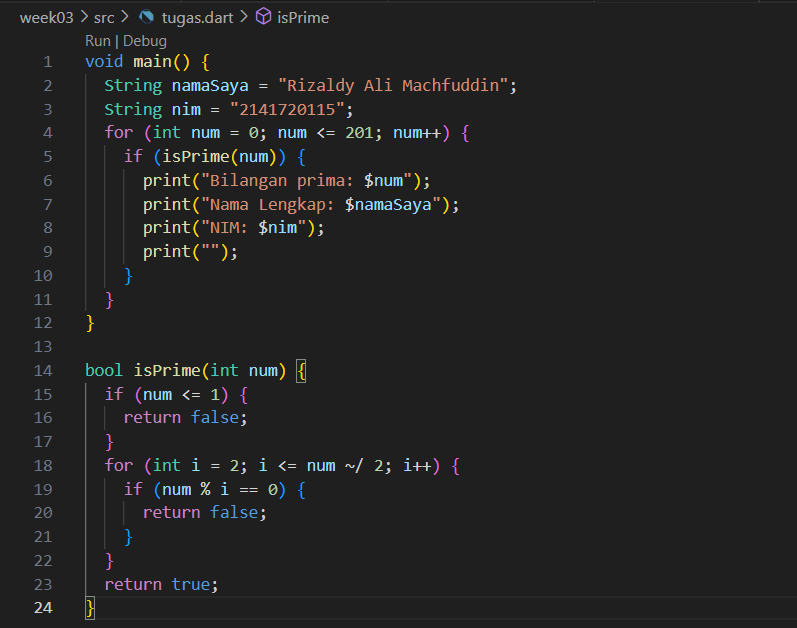 week03 > src > tugas.dart > isPrime
Run | Debug
1 void main() {
2   String namaSaya = "Rizaldy Ali Machfuddin";
3   String nim = "2141720115";
4   for (int num = 0; num <= 201; num++) {
5     if (isPrime(num)) {
6       print("Bilangan prima: $num");
7       print("Nama Lengkap: $namaSaya");
8       print("NIM: $nim");
9       print("");
10     }
11   }
12 }
13
14 bool isPrime(int num) {
15   if (num <= 1) {
16     return false;
17   }
18   for (int i = 2; i <= num ~/ 2; i++) {
19     if (num % i == 0) {
20       return false;
21     }
22   }
23   return true;
24 }